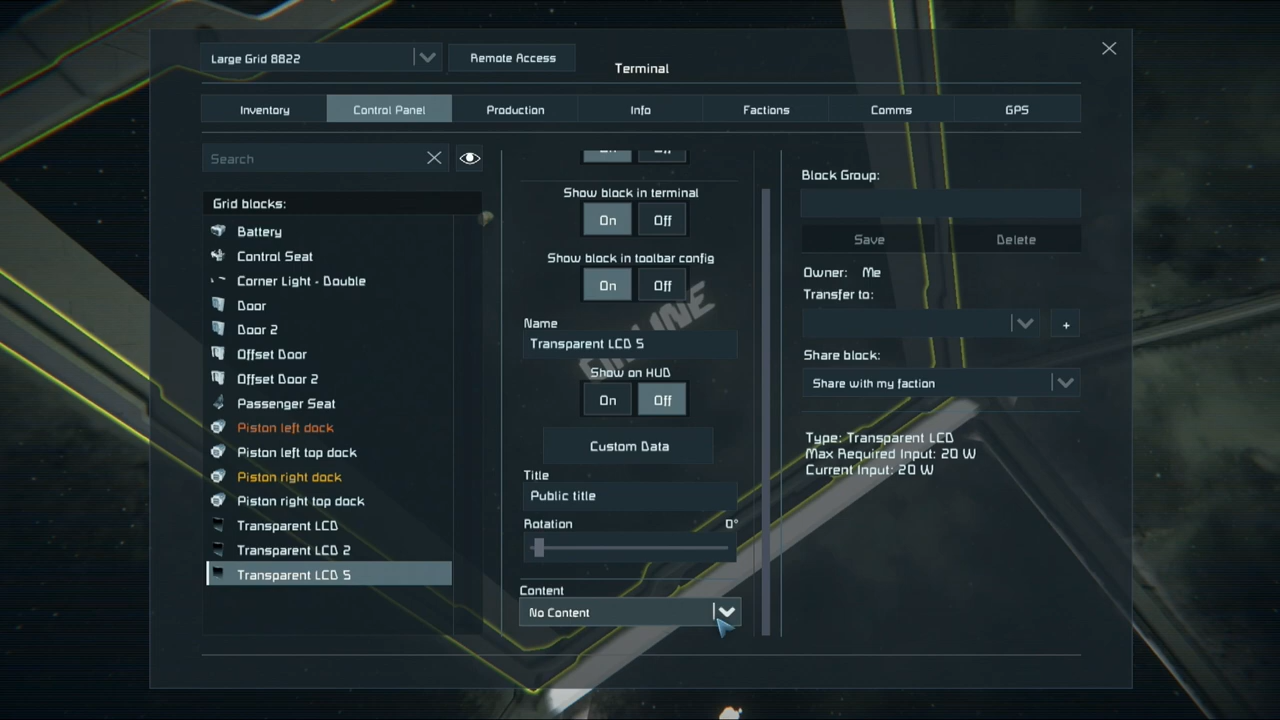 Large Grid 8822
Remote Access
Terminal
Inventory
Control Panel
Production
Info
Factions
Comms
GPS
Search
Grid blocks:
Battery
Control Seat
Corner Light - Double
Door
Door 2
Offset Door
Offset Door 2
Passenger Seat
Piston left dock
Piston left top dock
Piston right dock
Piston right top dock
Transparent LCD
Transparent LCD 2
Transparent LCD 5
On Off
Show block in terminal
On Off
Show block in toolbar config
On Off
Name
Transparent LCD 5
Show on HUD
On Off
Custom Data
Title
Public title
Rotation 0°
Content
No Content
ONLINE
Block Group:
Save Delete
Owner: Me
Transfer to:
+
Share block:
Share with my faction
Type: Transparent LCD
Max Required Input: 20 W
Current Input: 20 W